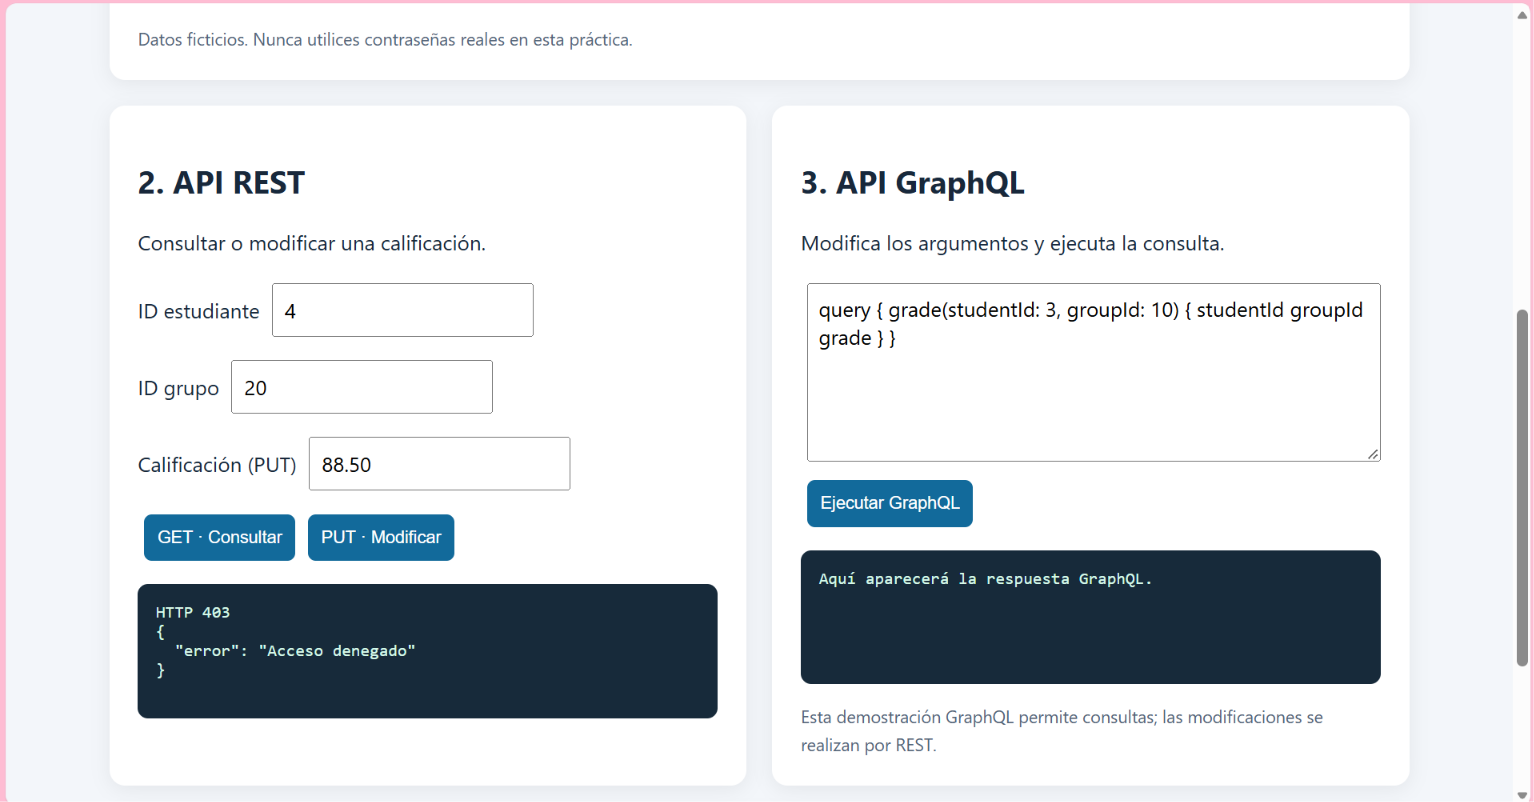 Datos ficticios. Nunca utilices contraseñas reales en esta práctica.
2. API REST
Consultar o modificar una calificación.
ID estudiante 4
ID grupo 20
Calificación (PUT) 88.50
GET · Consultar PUT · Modificar
HTTP 403
{
"error": "Acceso denegado"
}
3. API GraphQL
Modifica los argumentos y ejecuta la consulta.
query { grade(studentId: 3, groupId: 10) { studentId groupId
grade } }
Ejecutar GraphQL
Aquí aparecerá la respuesta GraphQL.
Esta demostración GraphQL permite consultas; las modificaciones se
realizan por REST.